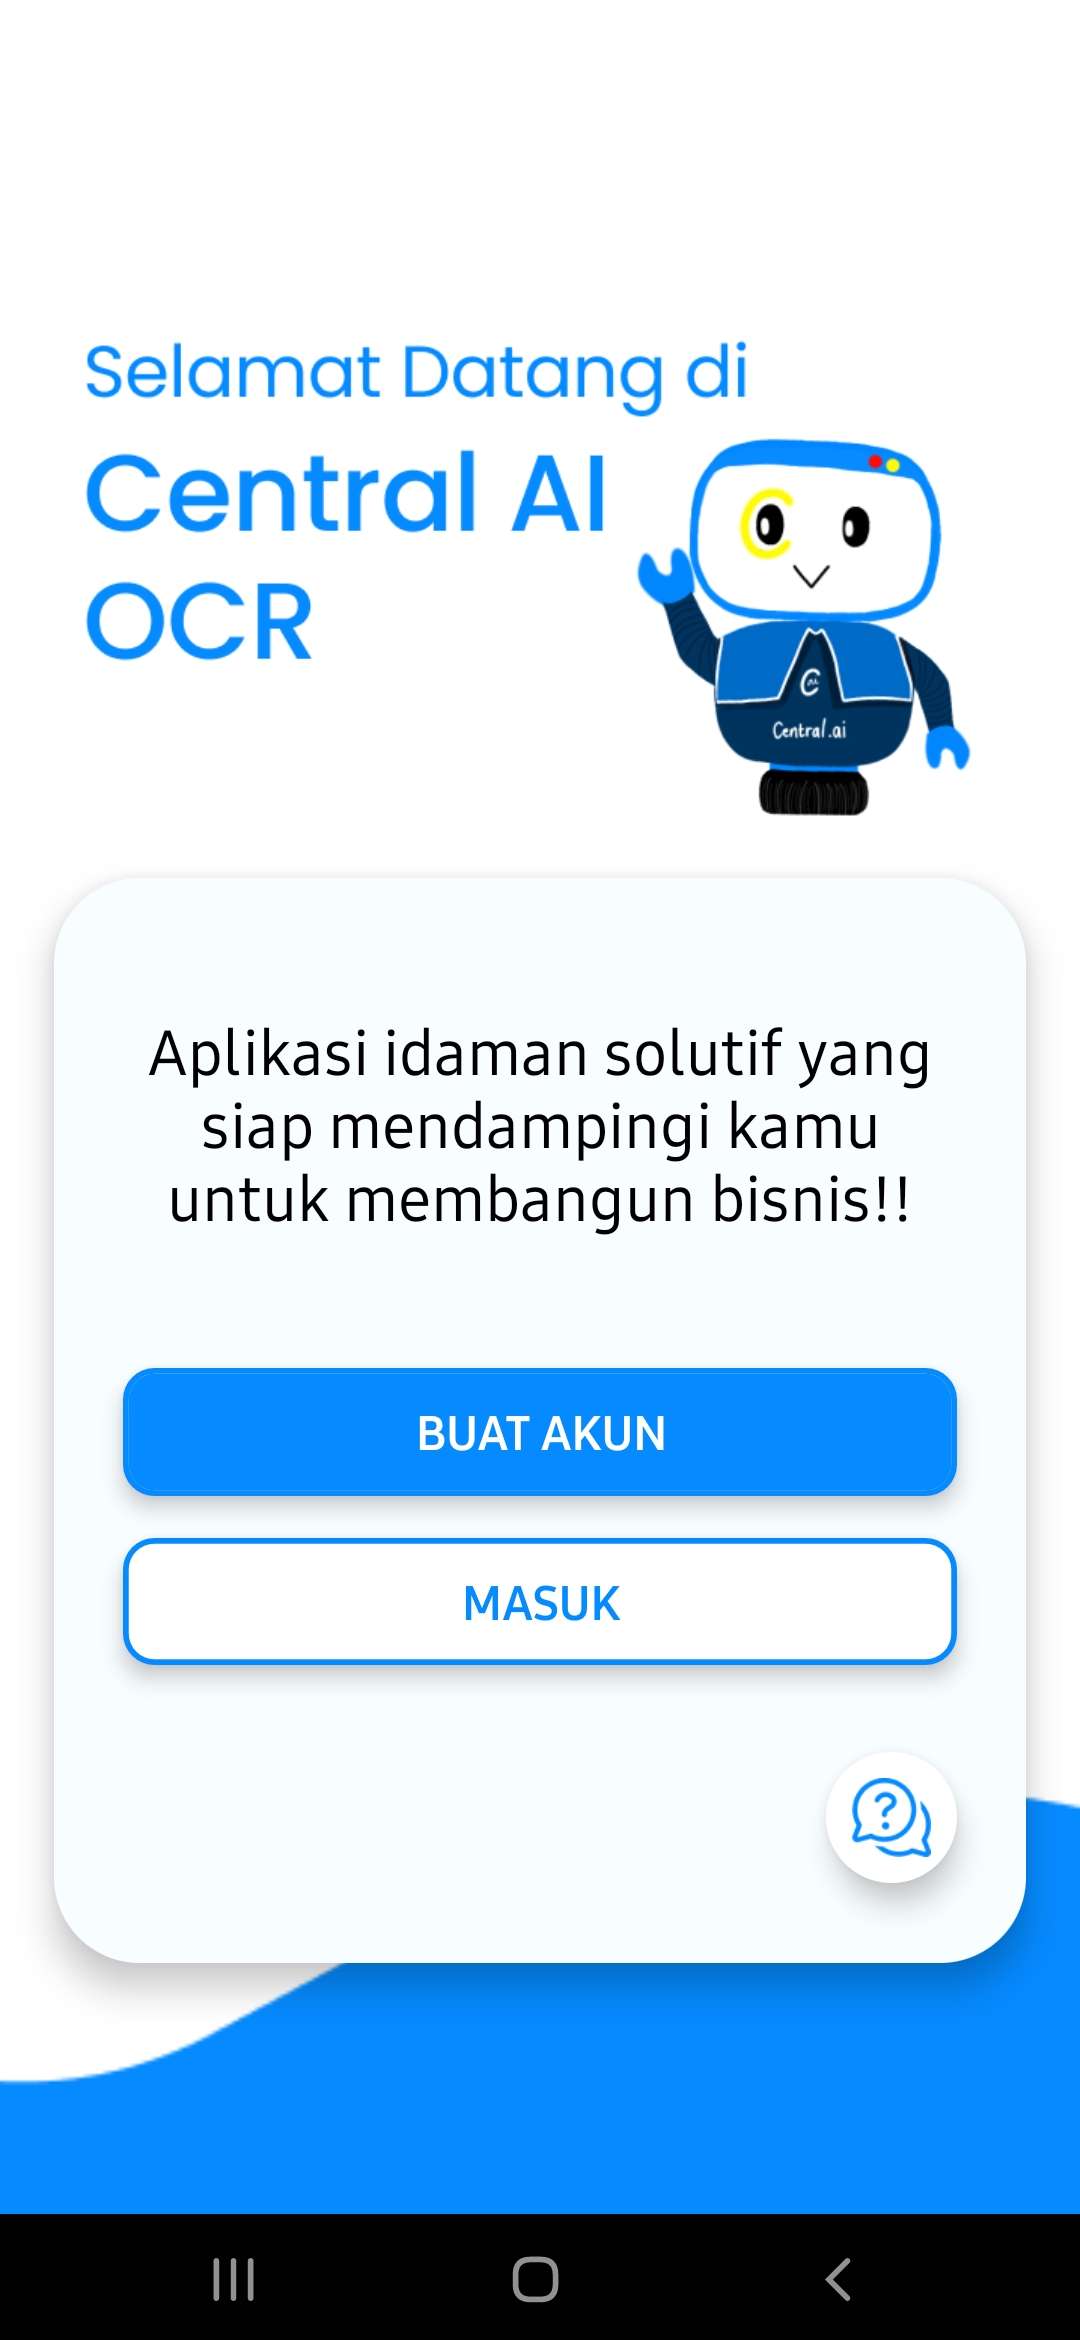 Selamat Datang di
Central AI
OCR
Central.ai
Aplikasi idaman solutif yang
siap mendampingi kamu
untuk membangun bisnis!!
BUAT AKUN
MASUK
?